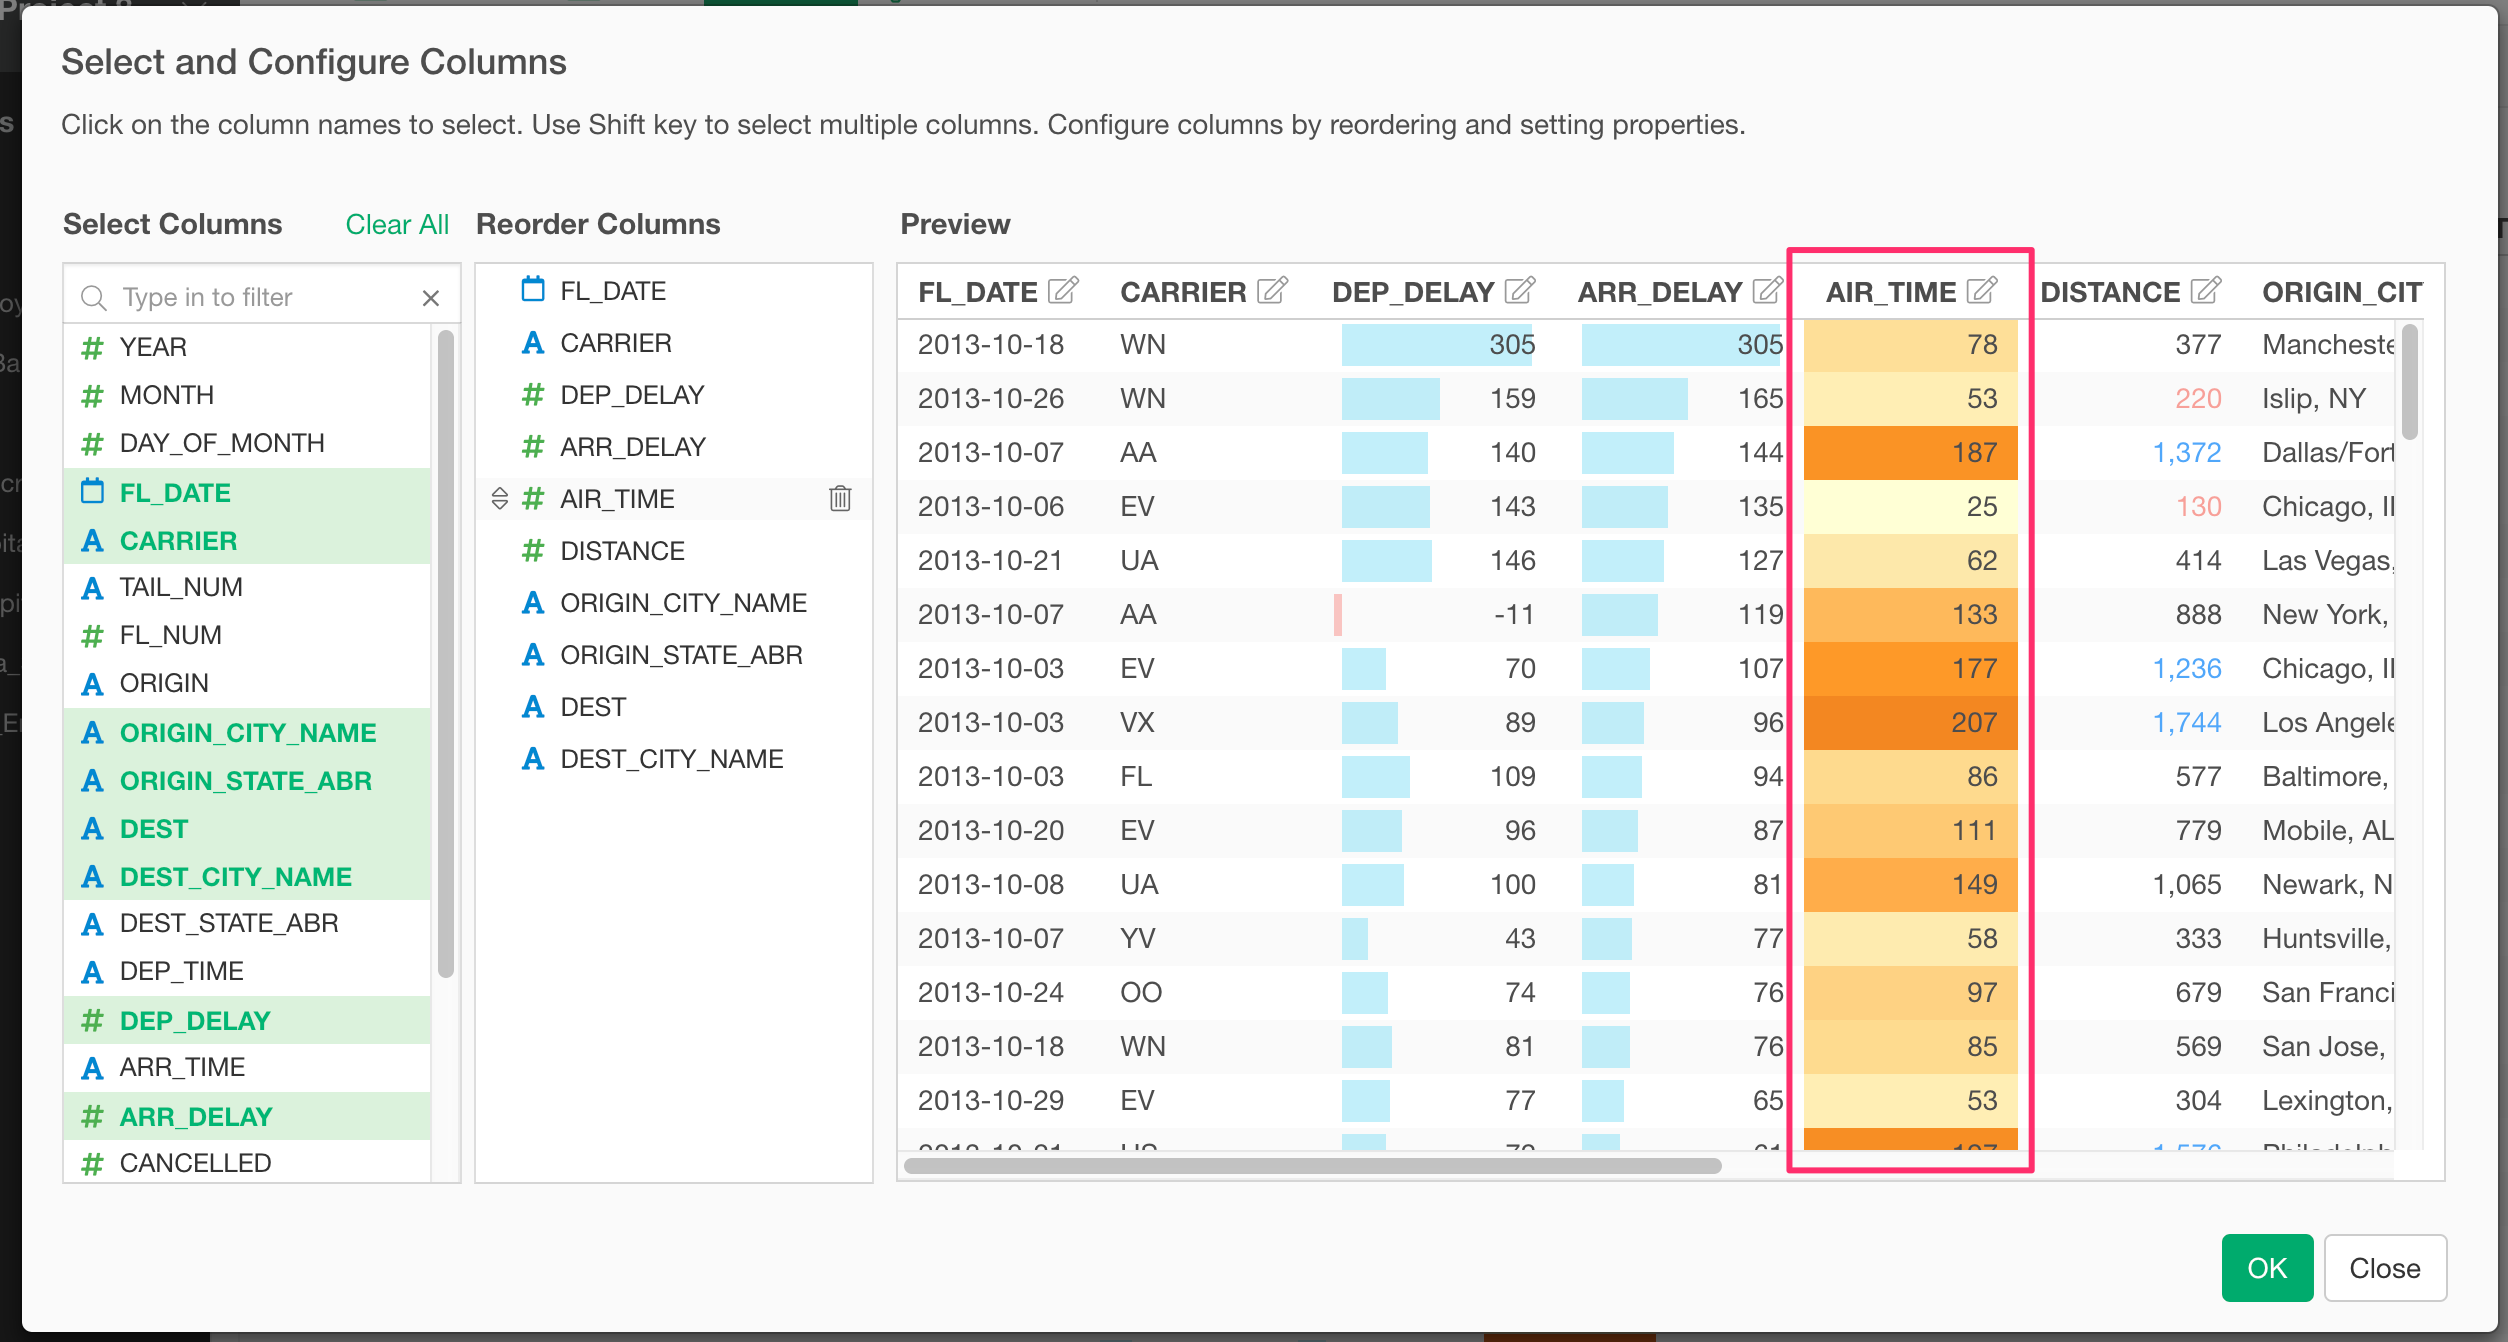 Select and Configure Columns
Click on the column names to select. Use Shift key to select multiple columns. Configure columns by reordering and setting properties.
Select Columns
Clear All
Type in to filter
YEAR
MONTH
DAY_OF_MONTH
FL_DATE
CARRIER
TAIL_NUM
FL_NUM
ORIGIN
ORIGIN_CITY_NAME
ORIGIN_STATE_ABR
DEST
DEST_CITY_NAME
DEST_STATE_ABR
DEP_TIME
DEP_DELAY
ARR_TIME
ARR_DELAY
CANCELLED
Reorder Columns
FL_DATE
CARRIER
DEP_DELAY
ARR_DELAY
AIR_TIME
DISTANCE
ORIGIN_CITY_NAME
ORIGIN_STATE_ABR
DEST
DEST_CITY_NAME
Preview
FL_DATE CARRIER DEP_DELAY ARR_DELAY AIR_TIME DISTANCE ORIGIN_CIT
2013-10-18 WN 305 305 78 377 Mancheste
2013-10-26 WN 159 165 53 220 Islip, NY
2013-10-07 AA 140 144 187 1,372 Dallas/Fort
2013-10-06 EV 143 135 25 130 Chicago, Il
2013-10-21 UA 146 127 62 414 Las Vegas,
2013-10-07 AA -11 119 133 888 New York,
2013-10-03 EV 70 107 177 1,236 Chicago, Il
2013-10-03 VX 89 96 207 1,744 Los Angele
2013-10-03 FL 109 94 86 577 Baltimore,
2013-10-20 EV 96 87 111 779 Mobile, AL
2013-10-08 UA 100 81 149 1,065 Newark, N
2013-10-07 YV 43 77 58 333 Huntsville,
2013-10-24 OO 74 76 97 679 San Franci
2013-10-18 WN 81 76 85 569 San Jose,
2013-10-29 EV 77 65 53 304 Lexington,
OK
Close